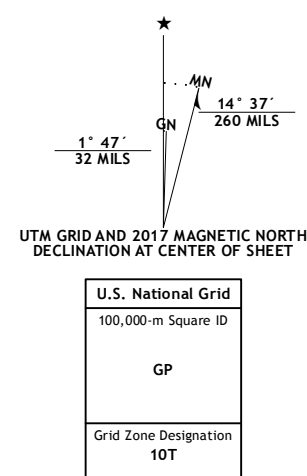 ★
MN
GN
14° 37´
260 MILS
1° 47´
32 MILS
UTM GRID AND 2017 MAGNETIC NORTH
DECLINATION AT CENTER OF SHEET
U.S. National Grid
100,000-m Square ID
GP
Grid Zone Designation
10T